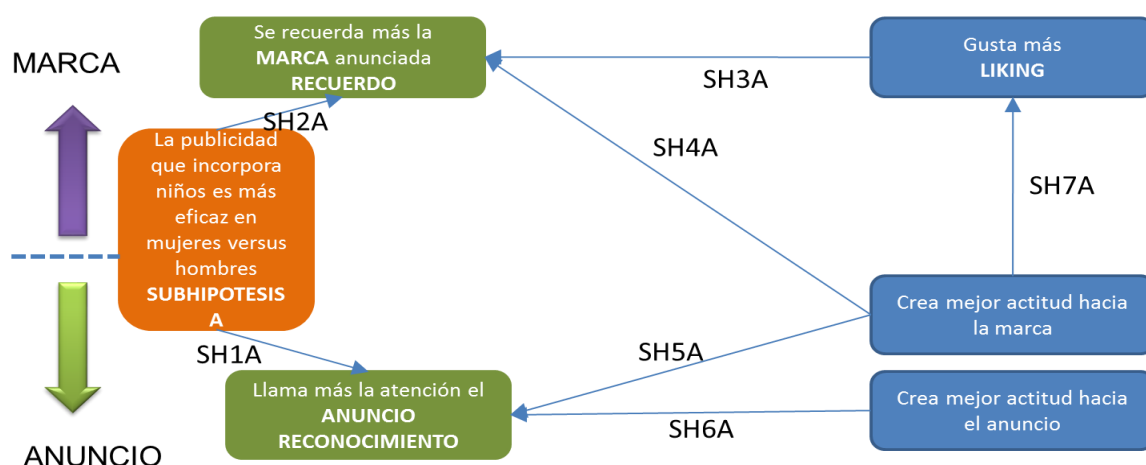 MARCA
Se recuerda más la
MARCA anunciada
RECUERDO
Gusta más
LIKING
SH3A
SH2A
SH4A
SH7A
La publicidad
que incorpora
niños es más
eficaz en
mujeres versus
hombres
SUBHIPOTESIS
A
Crea mejor actitud hacia
la marca
SH1A
SH5A
Llama más la atención el
ANUNCIO
RECONOCIMIENTO
Crea mejor actitud hacia
el anuncio
SH6A
ANUNCIO